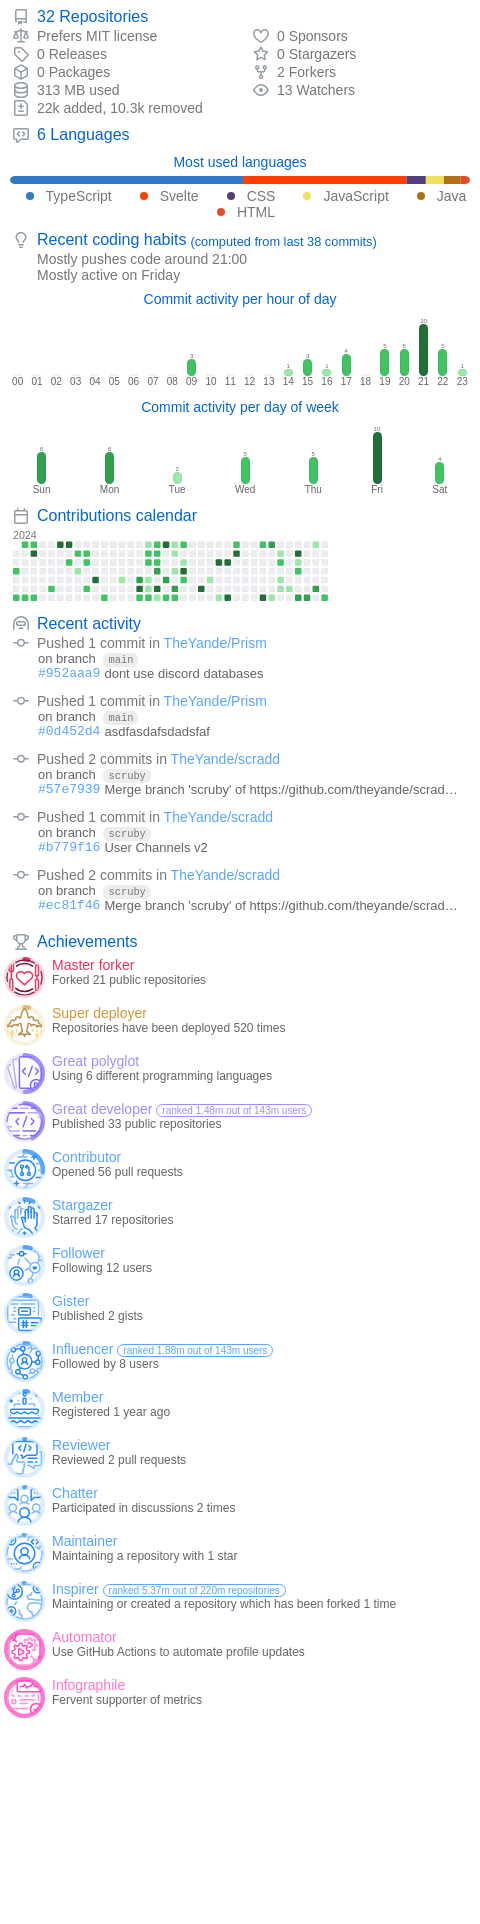 32 Repositories
Prefers MIT license
0 Sponsors
0 Releases
0 Stargazers
0 Packages
2 Forkers
313 MB used
13 Watchers
22k added, 10.3k removed
6 Languages
Most used languages
TypeScript Svelte CSS JavaScript Java
HTML
Recent coding habits (computed from last 38 commits)
Mostly pushes code around 21:00
Mostly active on Friday
Commit activity per hour of day
3 1 3 1 4 5 5 10 5 1
00 01 02 03 04 05 06 07 08 09 10 11 12 13 14 15 16 17 18 19 20 21 22 23
Commit activity per day of week
6 6 2 5 5 10 4
Sun Mon Tue Wed Thu Fri Sat
Contributions calendar
2024
Recent activity
Pushed 1 commit in TheYande/Prism
on branch main
#952aaa9 dont use discord databases
Pushed 1 commit in TheYande/Prism
on branch main
#0d452d4 asdfasdafsdadsfaf
Pushed 2 commits in TheYande/scradd
on branch scruby
#57e7939 Merge branch 'scruby' of https://github.com/theyande/scrad…
Pushed 1 commit in TheYande/scradd
on branch scruby
#b779f16 User Channels v2
Pushed 2 commits in TheYande/scradd
on branch scruby
#ec81f46 Merge branch 'scruby' of https://github.com/theyande/scrad…
Achievements
Master forker
Forked 21 public repositories
Super deployer
Repositories have been deployed 520 times
Great polyglot
Using 6 different programming languages
Great developer ranked 1.48m out of 143m users
Published 33 public repositories
Contributor
Opened 56 pull requests
Stargazer
Starred 17 repositories
Follower
Following 12 users
Gister
Published 2 gists
Influencer ranked 1.88m out of 143m users
Followed by 8 users
Member
Registered 1 year ago
Reviewer
Reviewed 2 pull requests
Chatter
Participated in discussions 2 times
Maintainer
Maintaining a repository with 1 star
Inspirer ranked 5.37m out of 220m repositories
Maintaining or created a repository which has been forked 1 time
Automator
Use GitHub Actions to automate profile updates
Infographile
Fervent supporter of metrics